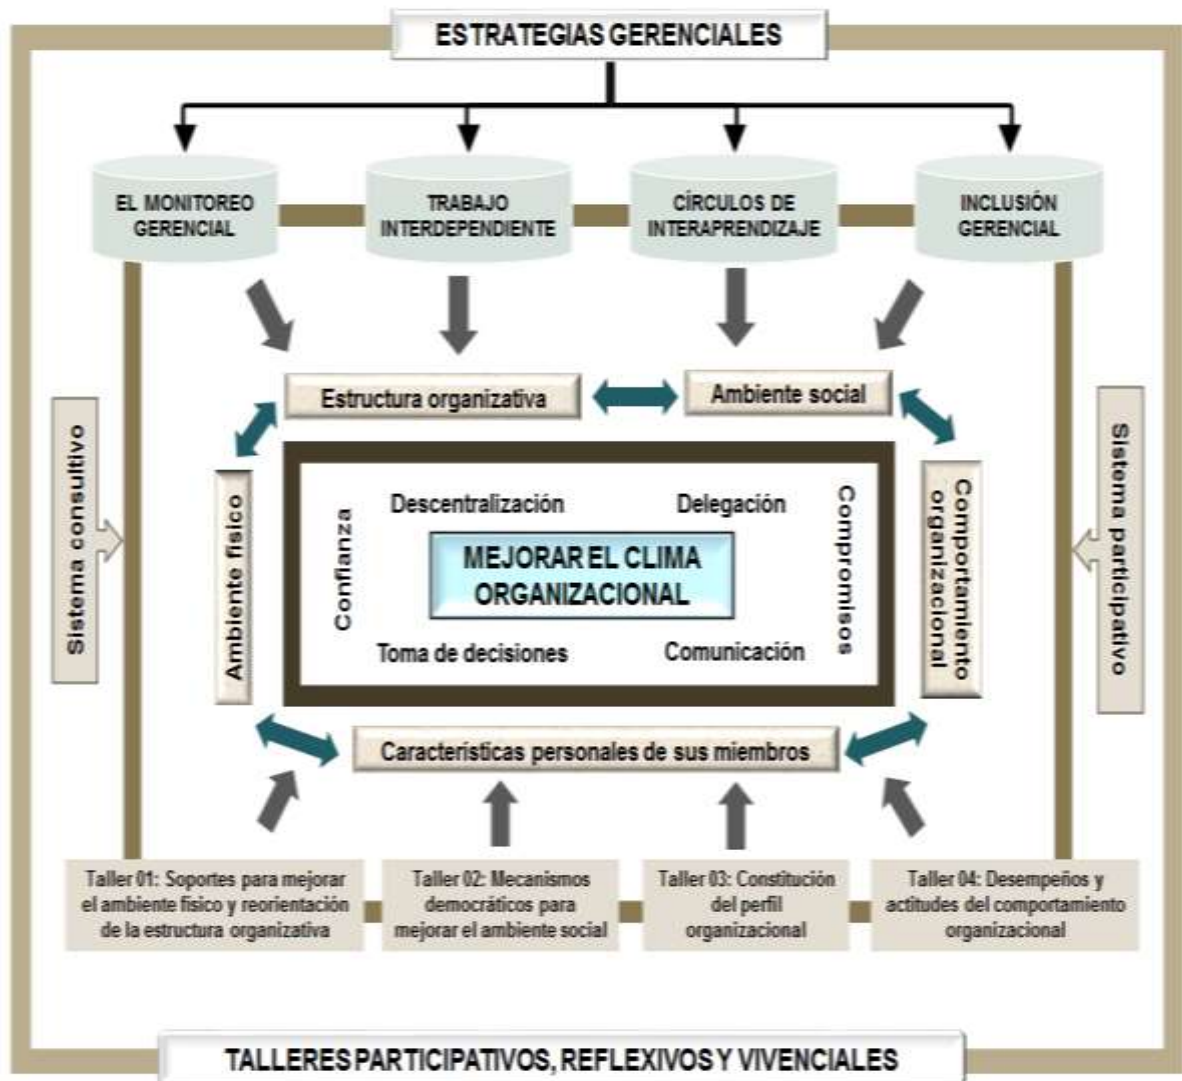 ESTRATEGIAS GERENCIALES
EL MONITOREO
GERENCIAL
TRABAJO
INTERDEPENDIENTE
CÍRCULOS DE
INTERAPRENDIZAJE
INCLUSIÓN
GERENCIAL
Estructura organizativa
Ambiente social
Sistema consultivo
Ambiente físico
Confianza
Descentralización
Delegación
MEJORAR EL CLIMA
ORGANIZACIONAL
Toma de decisiones
Comunicación
Compromisos
Comportamiento
organizacional
Sistema participativo
Características personales de sus miembros
Taller 01: Soportes para mejorar
el ambiente físico y reorientación
de la estructura organizativa
Taller 02: Mecanismos
democráticos para
mejorar el ambiente social
Taller 03: Constitución
del perfil
organizacional
Taller 04: Desempeños y
actitudes del comportamiento
organizacional
TALLERES PARTICIPATIVOS, REFLEXIVOS Y VIVENCIALES